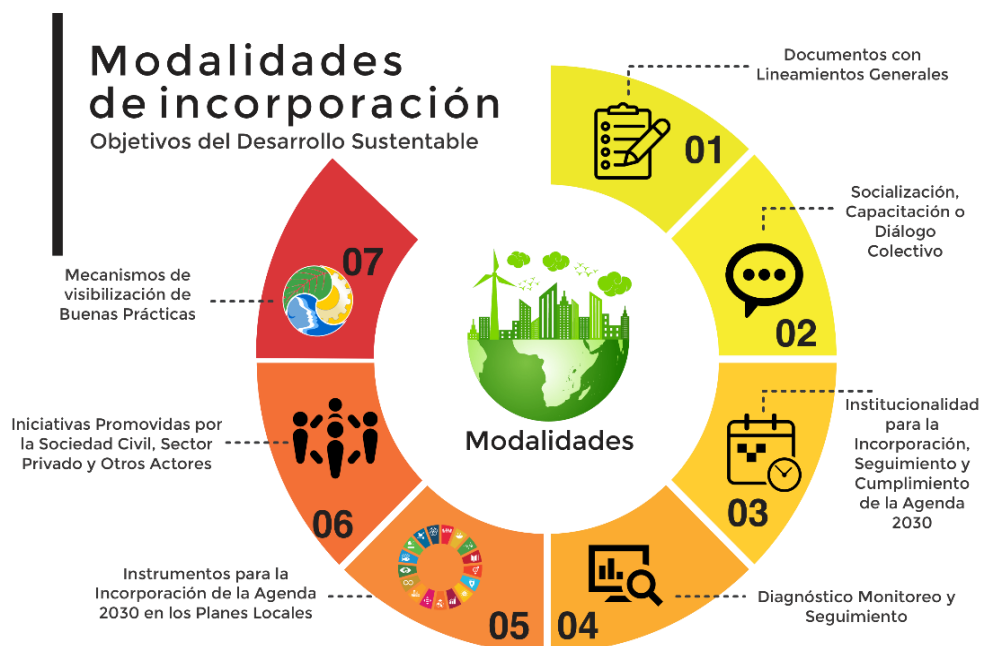 Modalidades
de incorporación
Objetivos del Desarrollo Sustentable
Documentos con
Lineamientos Generales
01
Socialización,
Capacitación o
Diálogo
Colectivo
02
Institucionalidad
para la
Incorporación,
Seguimiento y
Cumplimiento
de la Agenda
2030
03
Diagnóstico Monitoreo y
Seguimiento
04
Instrumentos para la
Incorporación de la Agenda
2030 en los Planes Locales
05
Iniciativas Promovidas por
la Sociedad Civil, Sector
Privado y Otros Actores
06
Mecanismos de
visibilización de
Buenas Prácticas
07
Modalidades